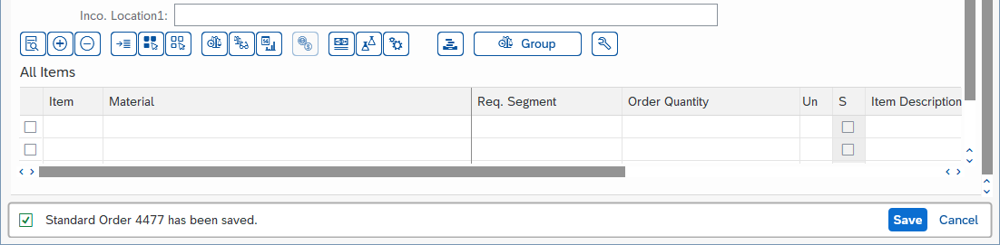 Inco. Location1:
Group
All Items
Item Material Req. Segment Order Quantity Un S Item Description
Standard Order 4477 has been saved. Save Cancel